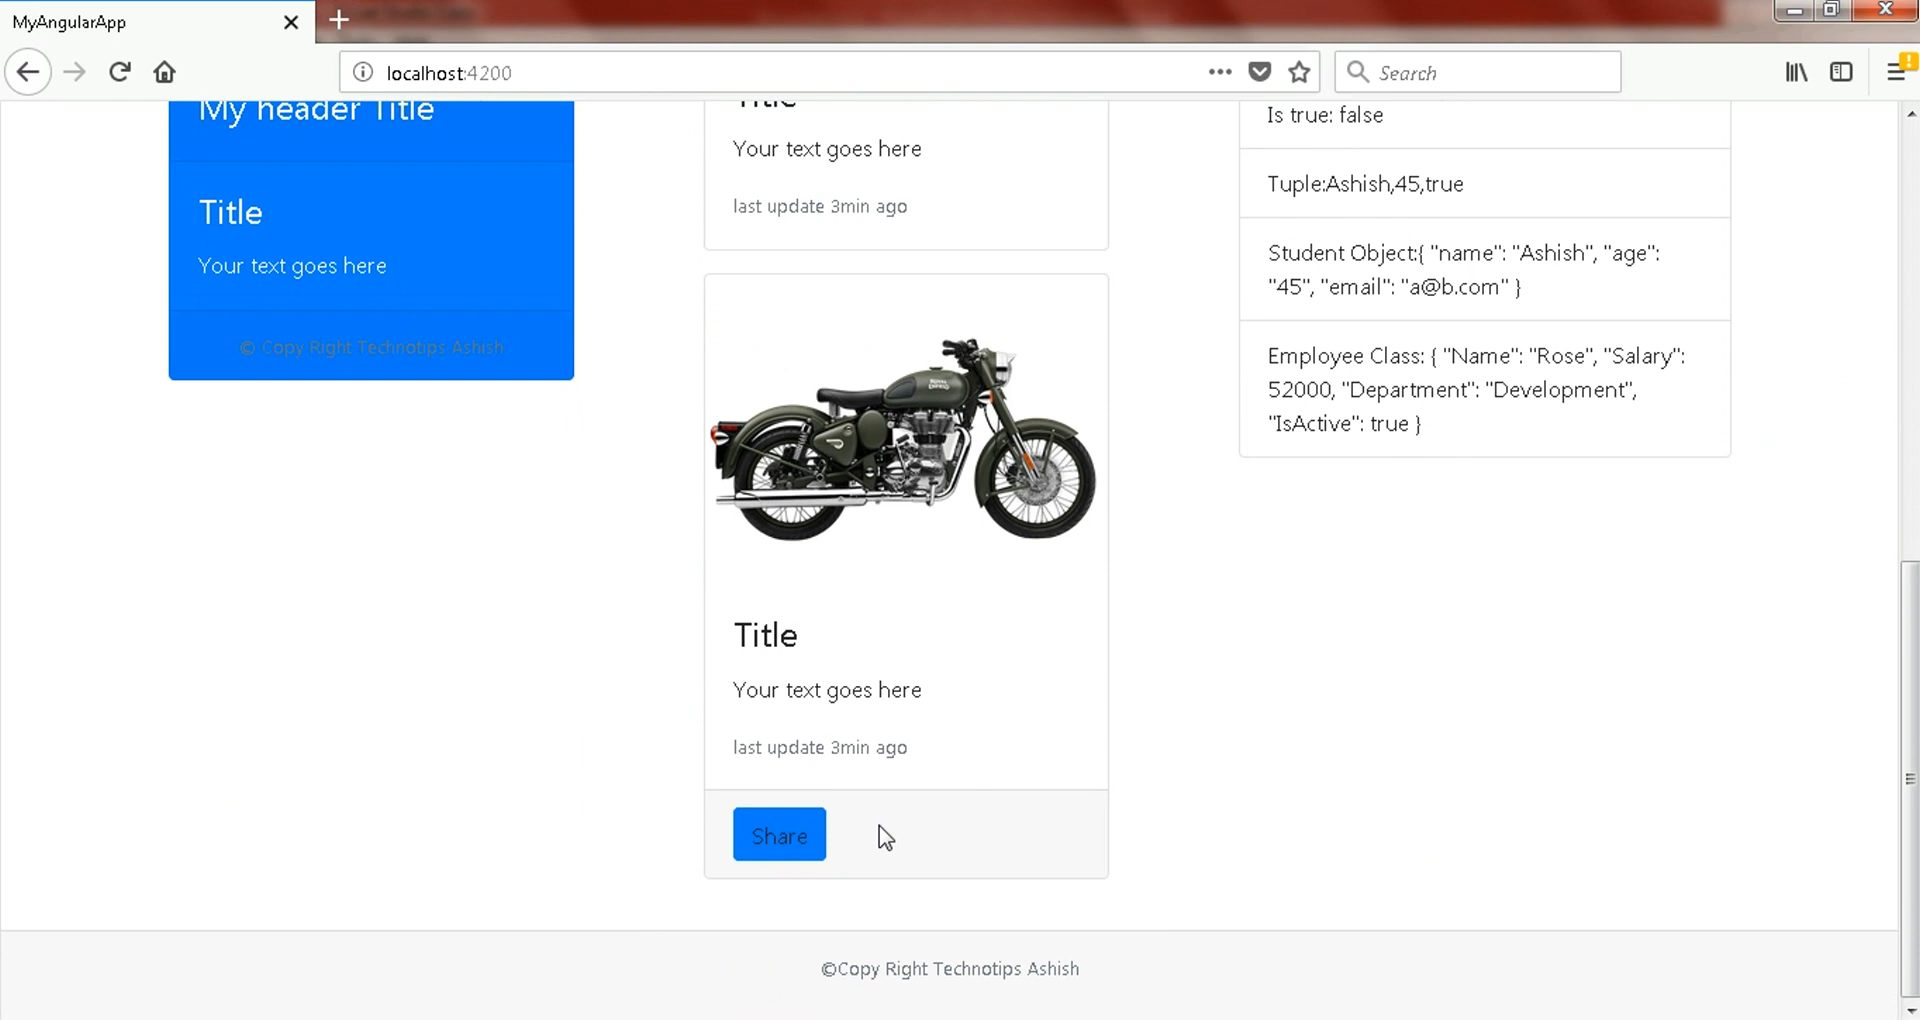 MyAngularApp
localhost:4200
Search
My header Title
Title
Your text goes here
© Copy Right Technotips Ashish
Title
Your text goes here
last update 3min ago
ROYAL
ENFIELD
Title
Your text goes here
last update 3min ago
Share
Is true: false
Tuple:Ashish,45,true
Student Object:{ "name": "Ashish", "age":
"45", "email": "a@b.com" }
Employee Class: { "Name": "Rose", "Salary":
52000, "Department": "Development",
"IsActive": true }
©Copy Right Technotips Ashish